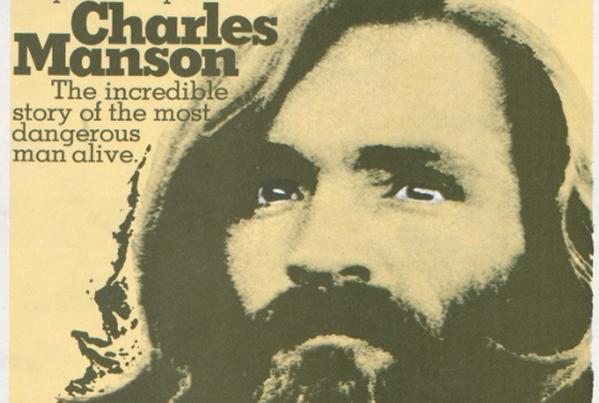 Charles
Manson
The incredible
story of the most
dangerous
man alive.